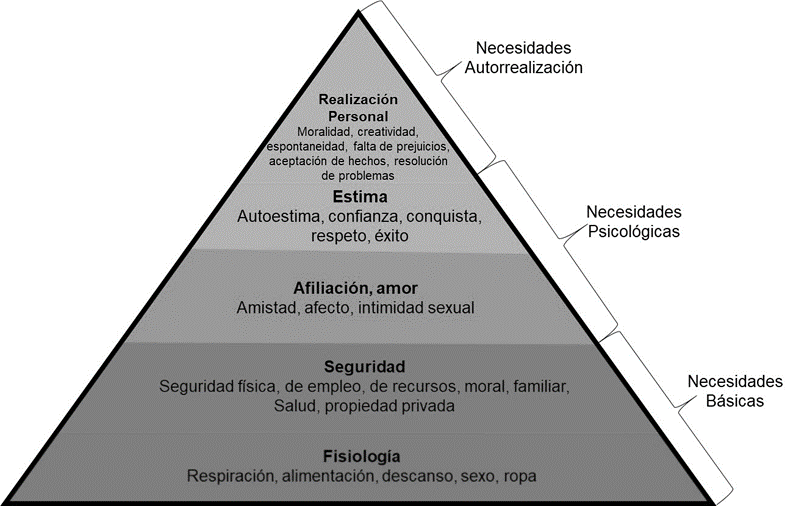 Necesidades
Autorrealización
Realización
Personal
Moralidad, creatividad,
espontaneidad, falta de prejuicios,
aceptación de hechos, resolución
de problemas
Estima
Autoestima, confianza, conquista,
respeto, éxito
Necesidades
Psicológicas
Afiliación, amor
Amistad, afecto, intimidad sexual
Seguridad
Seguridad física, de empleo, de recursos, moral, familiar,
Salud, propiedad privada
Necesidades
Básicas
Fisiología
Respiración, alimentación, descanso, sexo, ropa